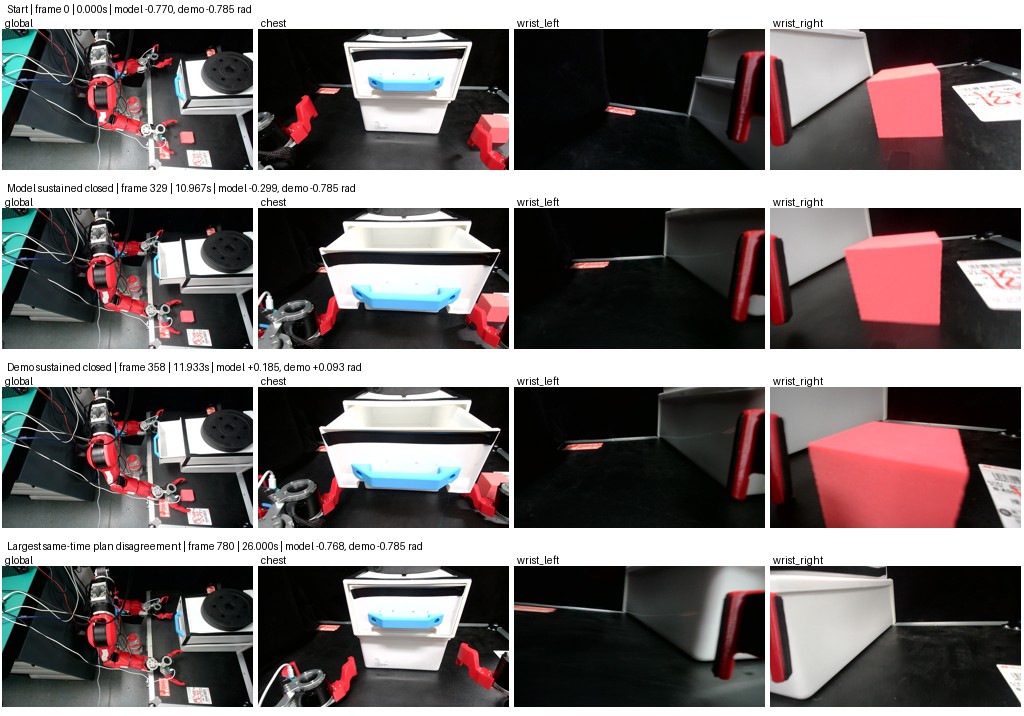 Start | frame 0 | 0.000s | model -0.770, demo -0.785 rad
global
chest
wrist_left
wrist_right
Model sustained closed | frame 329 | 10.967s | model -0.299, demo -0.785 rad
global
chest
wrist_left
wrist_right
Demo sustained closed | frame 358 | 11.933s | model +0.185, demo +0.093 rad
global
chest
wrist_left
wrist_right
Largest same-time plan disagreement | frame 780 | 26.000s | model -0.768, demo -0.785 rad
global
chest
wrist_left
wrist_right